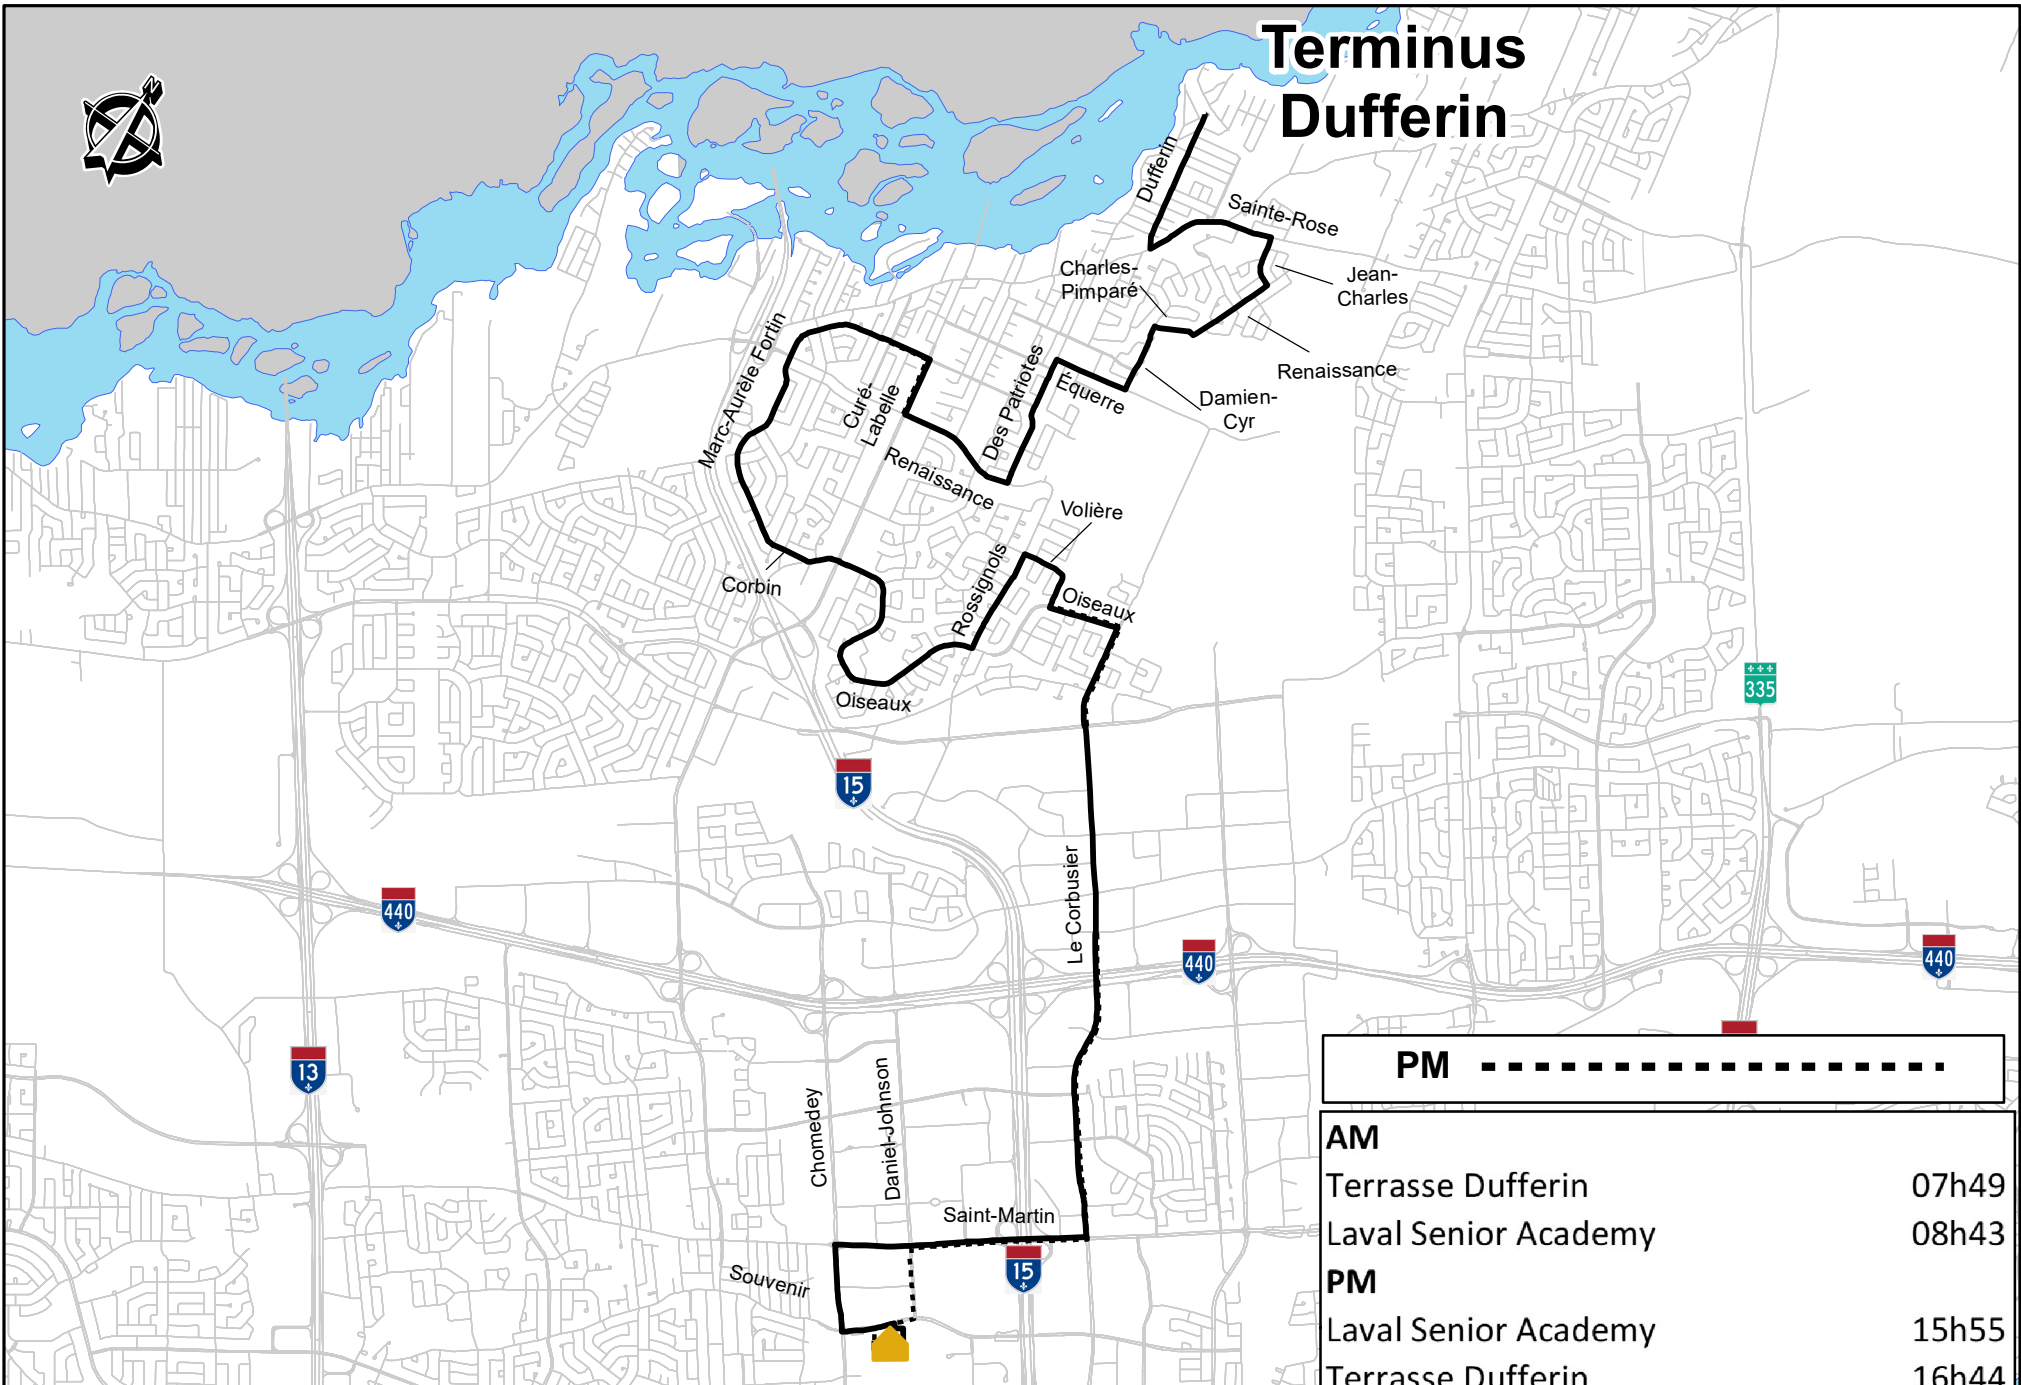 Terminus
Dufferin
N
Dufferin
Sainte-Rose
Charles-
Pimparé
Jean-
Charles
Marc-Aurèle Fortin
Renaissance
Des Patriotes
Équerre
Curé-
Labelle
Damien-
Cyr
Renaissance
Volière
Corbin
Rossignols
Oiseaux
Oiseaux
335
15
Le Corbusier
440
440
440
13
PM
Chomedey
Daniel-Johnson
Saint-Martin
Souvenir
15
AM
Terrasse Dufferin 07h49
Laval Senior Academy 08h43
PM
Laval Senior Academy 15h55
Terrasse Dufferin 16h44